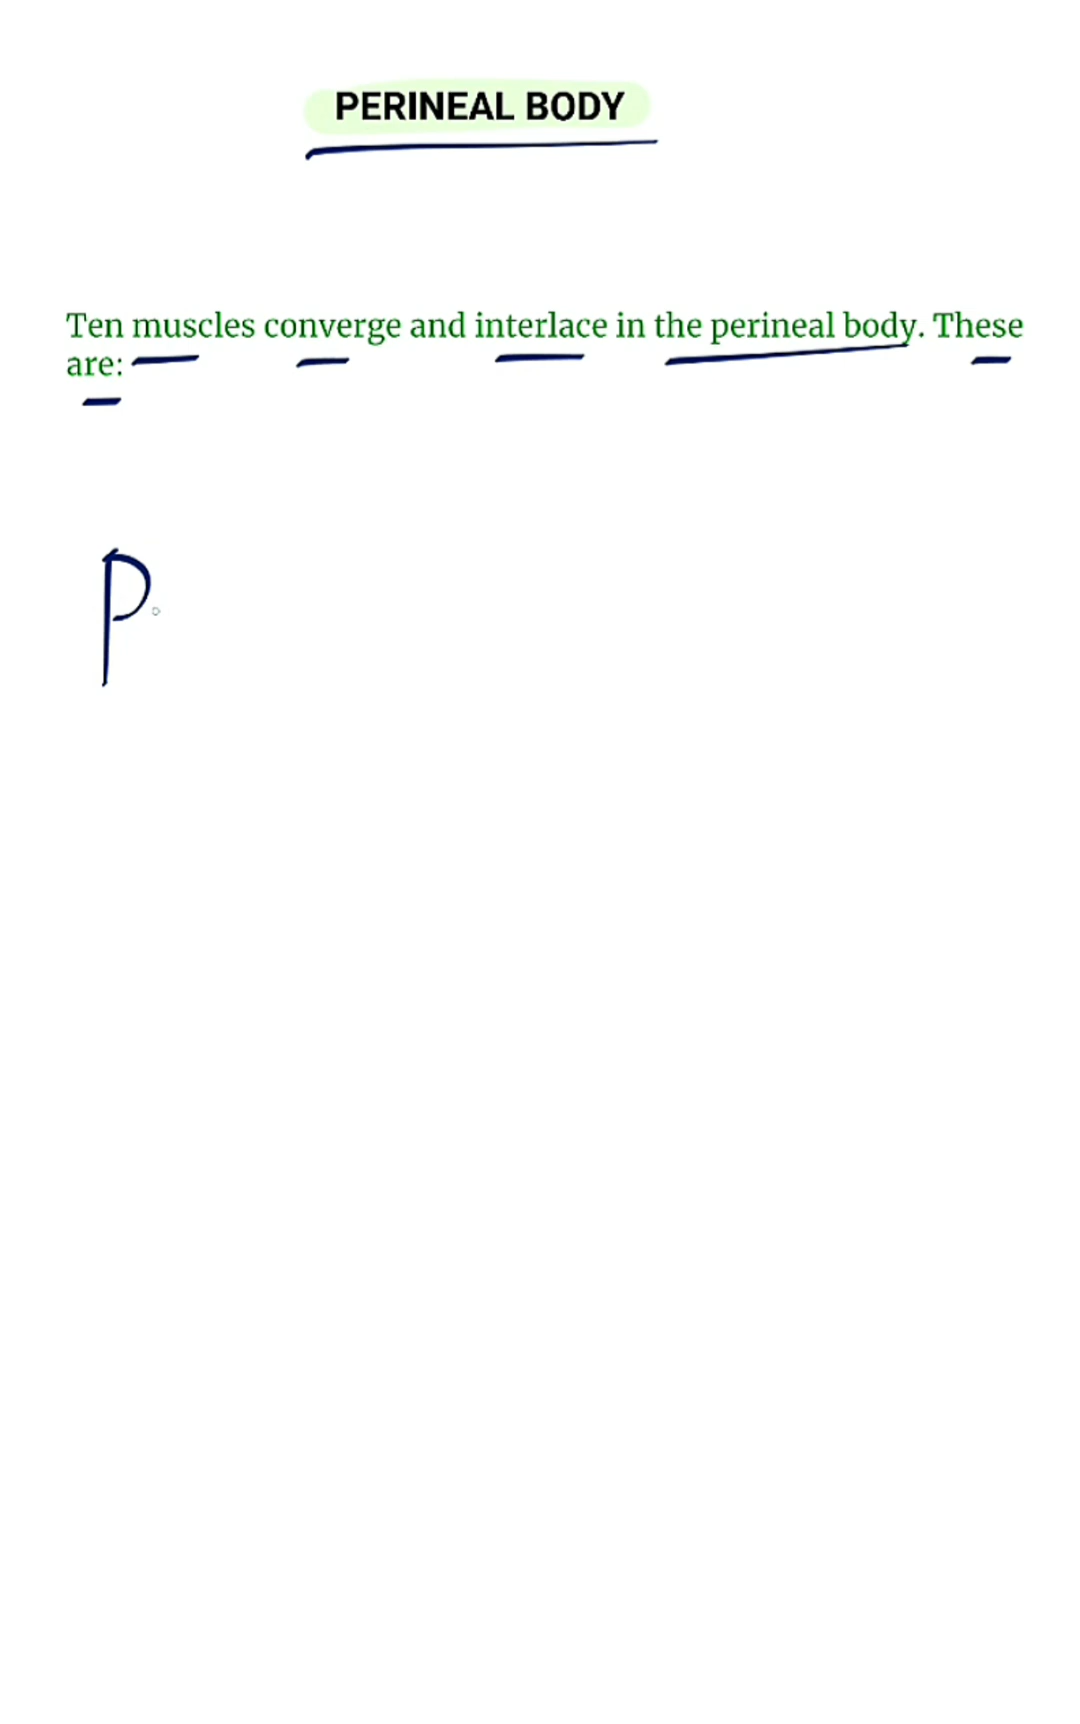 PERINEAL BODY
Ten muscles converge and interlace in the perineal body. These
are:
P